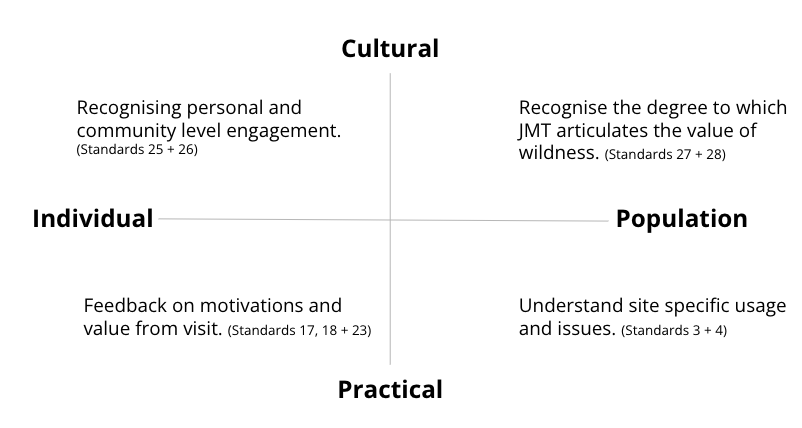 Cultural
Recognising personal and
community level engagement.
(Standards 25 + 26)
Recognise the degree to which
JMT articulates the value of
wildness. (Standards 27 + 28)
Individual
Population
Feedback on motivations and
value from visit. (Standards 17, 18 + 23)
Understand site specific usage
and issues. (Standards 3 + 4)
Practical